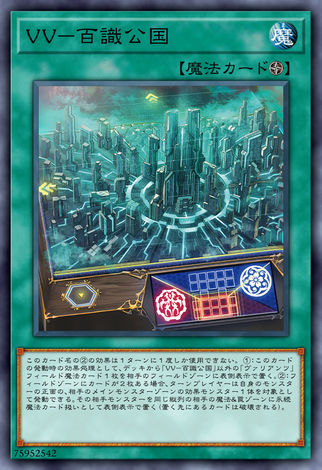 VV－百識公国
魔
【魔法カード】
このカード名の②の効果は１ターンに１度しか使用できない。①：このカー
ドの発動時の効果処理として、デッキから「VV－百識公国」以外の「ヴァリアンツ」
フィールド魔法カード１枚を相手のフィールドゾーンに表側表示で置く。②：フ
ィールドゾーンにカードが２枚ある場合、ターンプレイヤーは自身のモンス
ターの正面の、相手のメインモンスターゾーンの効果モンスター１体を対象とし
て発動できる。その相手モンスターを同じ縦列の相手の魔法＆罠ゾーンに永続
魔法カード扱いとして表側表示で置く（置く先にあるカードは破壊される）。
75952542